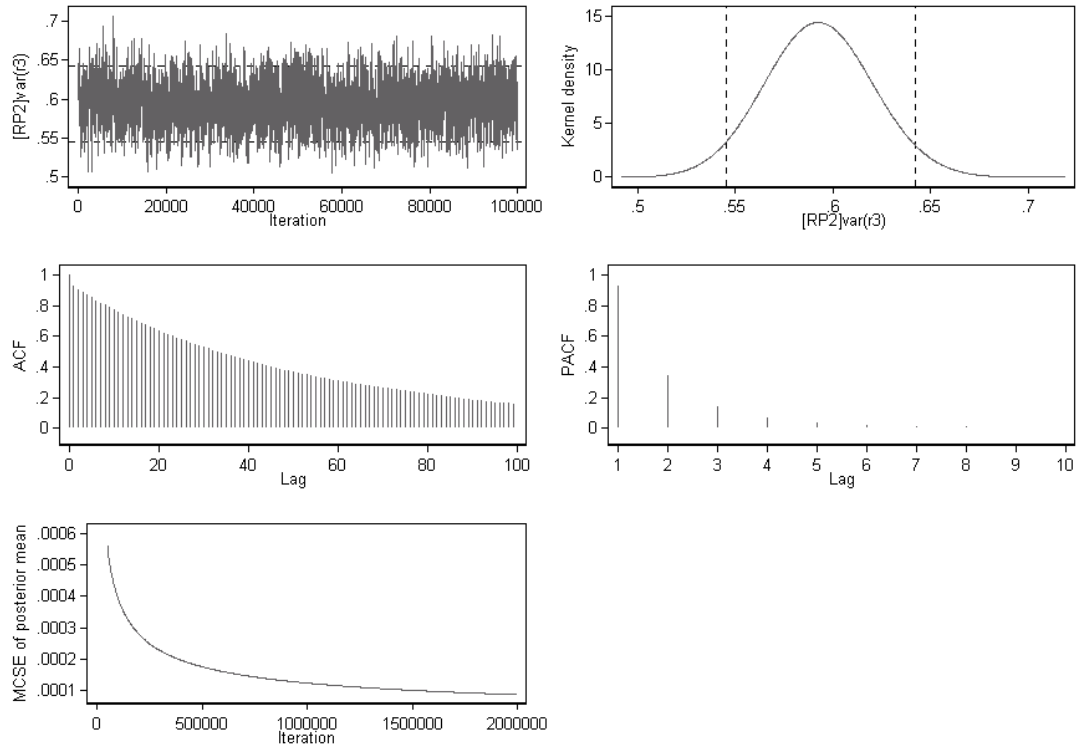 [RP2]var(r3)
.7
.65
.6
.55
.5
0 20000 40000 60000 80000 100000
Iteration
Kernel density
15
10
5
0
.5 .55 .6 .65 .7
[RP2]var(r3)
ACF
1
.8
.6
.4
.2
0
0 20 40 60 80 100
Lag
PACF
1
.8
.6
.4
.2
0
1 2 3 4 5 6 7 8 9 10
Lag
MCSE of posterior mean
.0006
.0005
.0004
.0003
.0002
.0001
0 500000 1000000 1500000 2000000
Iteration